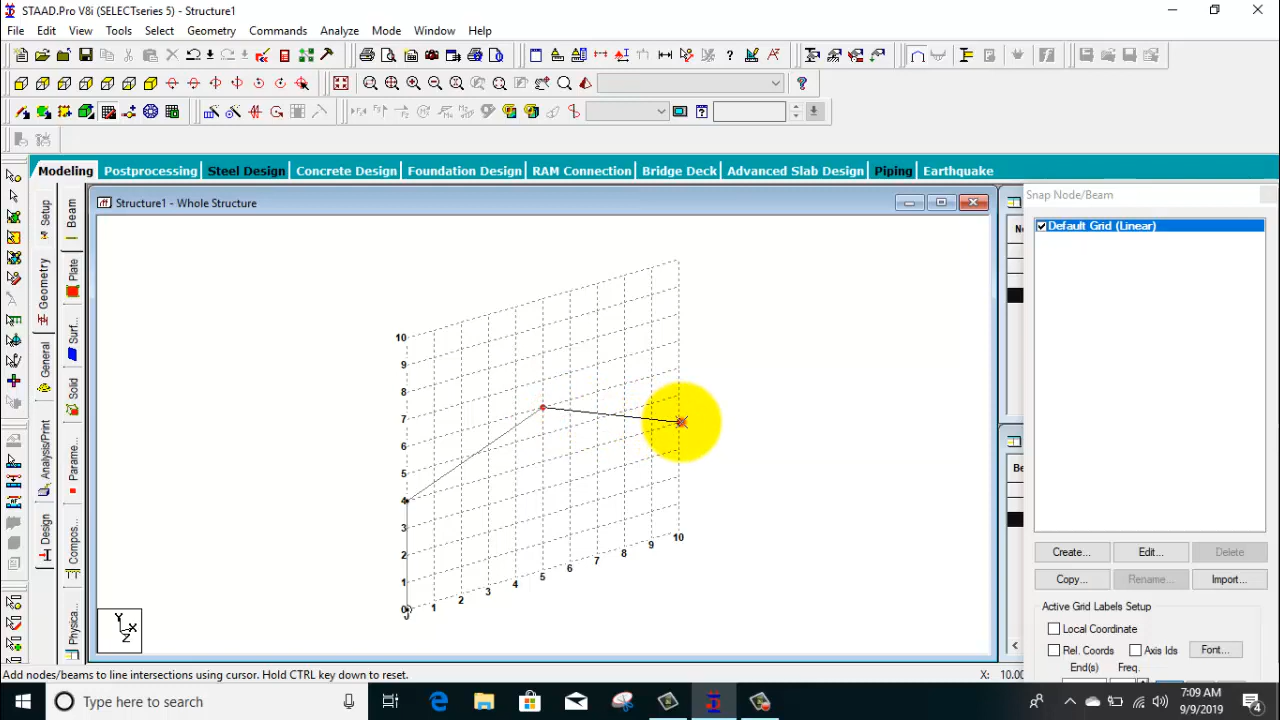 STAAD.Pro V8i (SELECTseries 5) - Structure1
File Edit View Tools Select Geometry Commands Analyze Mode Window Help
Modeling Postprocessing Steel Design Concrete Design Foundation Design RAM Connection Bridge Deck Advanced Slab Design Piping Earthquake
Structure1 - Whole Structure
Snap Node/Beam
Default Grid (Linear)
Setup
Geometry
General
Analysis/Print
Design
Beam
Plate
Surf...
Solid
Parame...
Compos...
Physica...
10
9
8
7
6
5
4
3
2
1
0
1 2 3 4 5 6 7 8 9 10
Y
X
Z
Create... Edit... Delete
Copy... Rename... Import...
Active Grid Labels Setup
Local Coordinate
Rel. Coords Axis Ids Font...
End(s) Freq.
Add nodes/beams to line intersections using cursor. Hold CTRL key down to reset.
X: 10.00
Type here to search
7:09 AM
9/9/2019
4